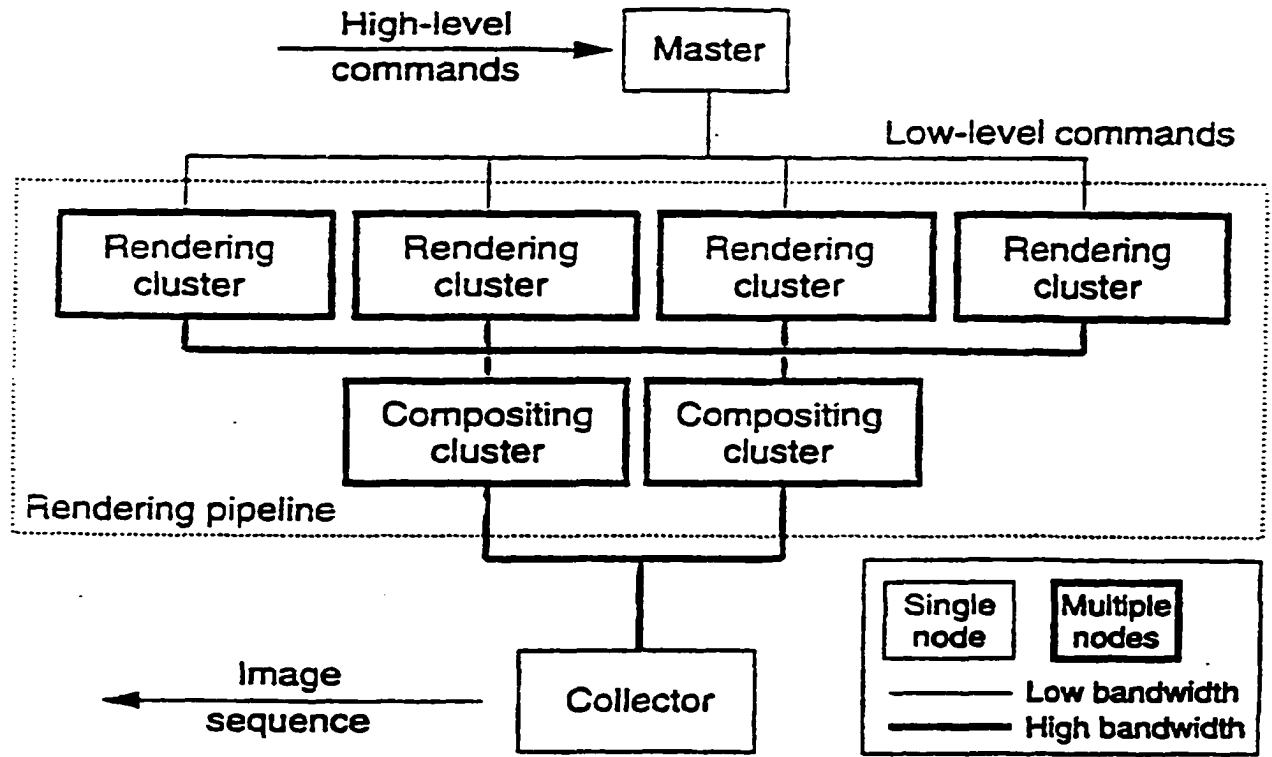 High-level
commands
Master
Low-level commands
Rendering
cluster
Rendering
cluster
Rendering
cluster
Rendering
cluster
Compositing
cluster
Compositing
cluster
Rendering pipeline
Single
node
Multiple
nodes
Low bandwidth
High bandwidth
Image
sequence
Collector